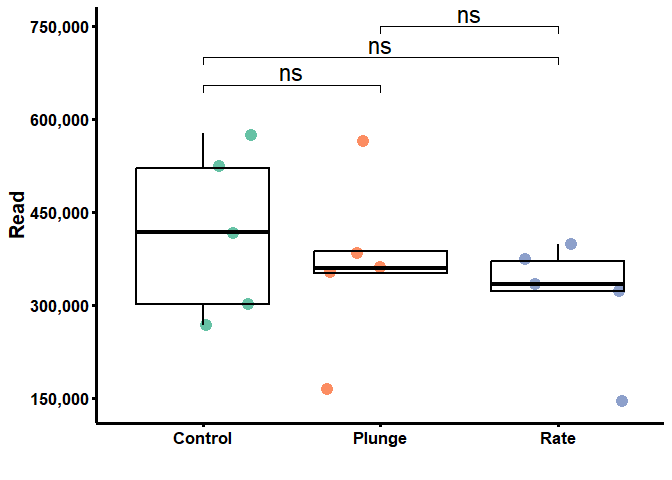 750,000
ns
ns
ns
600,000
450,000
Read
300,000
150,000
Control Plunge Rate